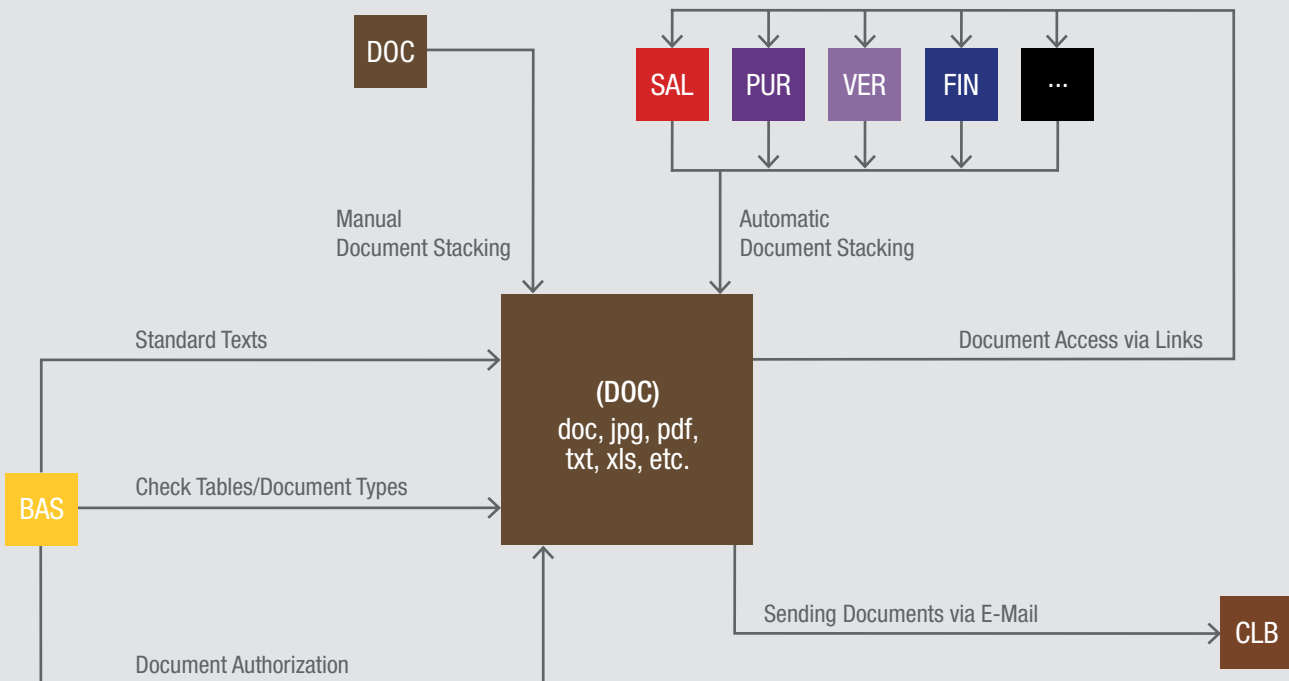 DOC
SAL
PUR
VER
FIN
...
Manual
Document Stacking
Automatic
Document Stacking
Standard Texts
Document Access via Links
(DOC)
doc, jpg, pdf,
txt, xls, etc.
Check Tables/Document Types
BAS
Sending Documents via E-Mail
CLB
Document Authorization